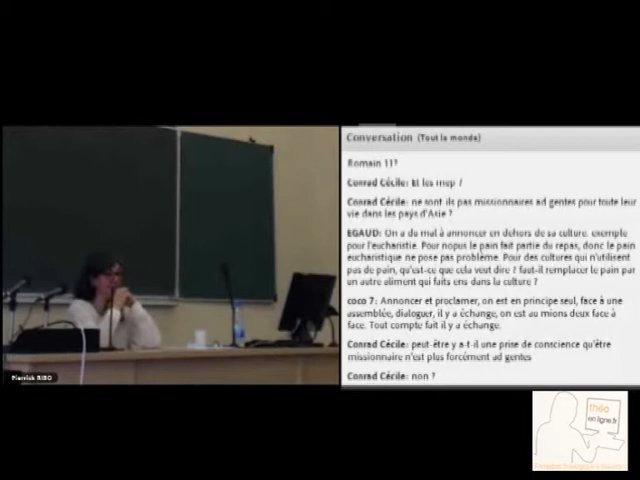 Conversation (Tout le monde)
Romain 11?
Conrad Cécile: Et les mep ?
Conrad Cécile: ne sont ils pas missionnaires ad gentes pour toute leur
vie dans les pays d'Asie ?
EGAUD: On a du mal à annoncer en dehors de sa culture. exemple
pour l'eucharistie. Pour nopus le pain fait partie du repas, donc le pain
eucharistique ne pose pas problème. Pour des cultures qui n'utilisent
pas de pain, qu'est-ce que cela veut dire ? faut-il remplacer le pain par
un autre aliment qui faits ens dans la culture ?
coco 7: Annoncer et proclamer, on est en principe seul, face à une
assemblée, dialoguer, il y a échange, on est au mions deux face à
face. Tout compte fait il y a échange.
Conrad Cécile: peut-être y a-t-il une prise de conscience qu'être
missionnaire n'est plus forcément ad gentes
Conrad Cécile: non ?
Pierrick RIBO
théo
en ligne.fr